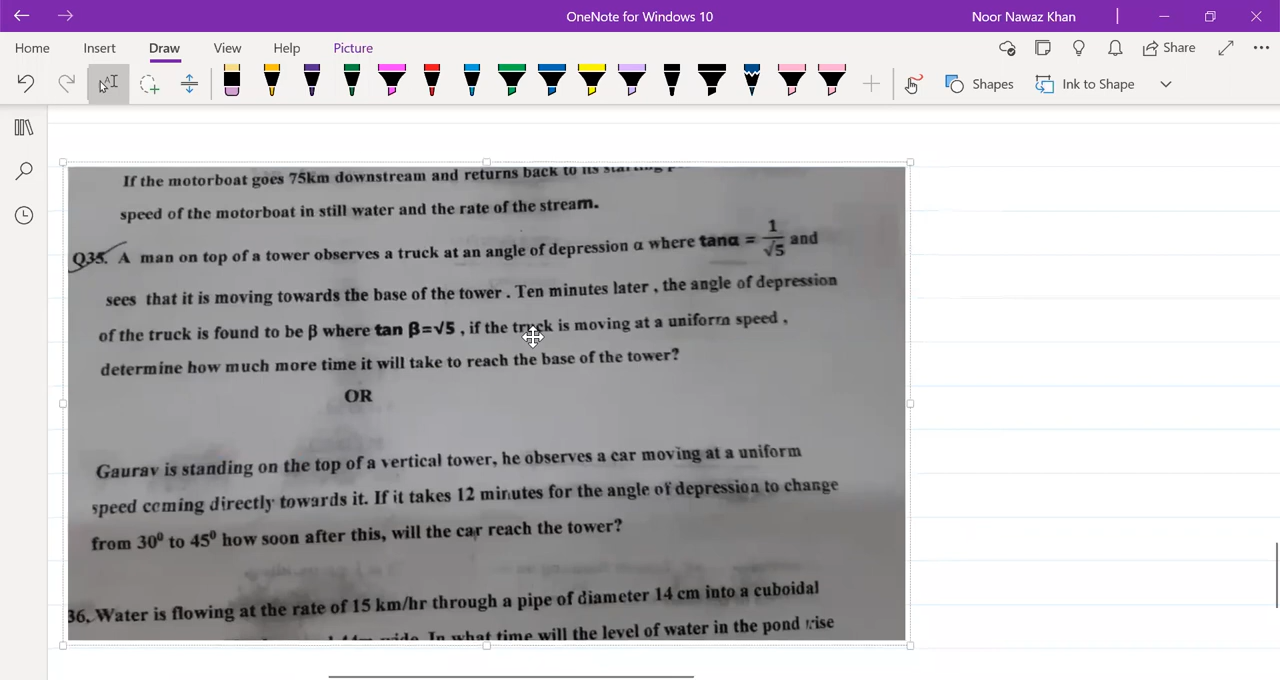 OneNote for Windows 10
Noor Nawaz Khan
Home Insert Draw View Help Picture
Share
Shapes
Ink to Shape
If the motorboat goes 75km downstream and returns back to its starting
speed of the motorboat in still water and the rate of the stream.
Q35. A man on top of a tower observes a truck at an angle of depression α where tanα = 1/√5 and
sees that it is moving towards the base of the tower . Ten minutes later , the angle of depression
of the truck is found to be β where tan β=√5 , if the truck is moving at a uniform speed ,
determine how much more time it will take to reach the base of the tower?
OR
Gaurav is standing on the top of a vertical tower, he observes a car moving at a uniform
speed coming directly towards it. If it takes 12 minutes for the angle of depression to change
from 30⁰ to 45⁰ how soon after this, will the car reach the tower?
36. Water is flowing at the rate of 15 km/hr through a pipe of diameter 14 cm into a cuboidal
wide. In what time will the level of water in the pond rise